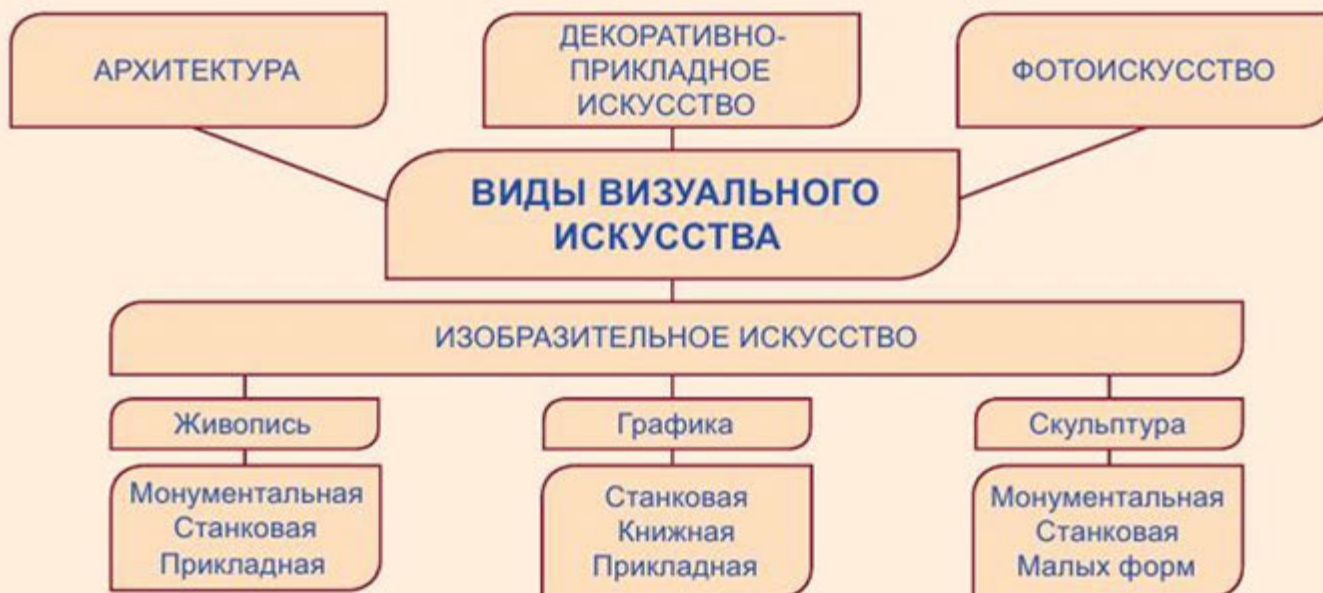 АРХИТЕКТУРА
ДЕКОРАТИВНО-
ПРИКЛАДНОЕ
ИСКУССТВО
ФОТОИСКУССТВО
ВИДЫ ВИЗУАЛЬНОГО
ИСКУССТВА
ИЗОБРАЗИТЕЛЬНОЕ ИСКУССТВО
Живопись
Монументальная
Станковая
Прикладная
Графика
Станковая
Книжная
Прикладная
Скульптура
Монументальная
Станковая
Малых форм